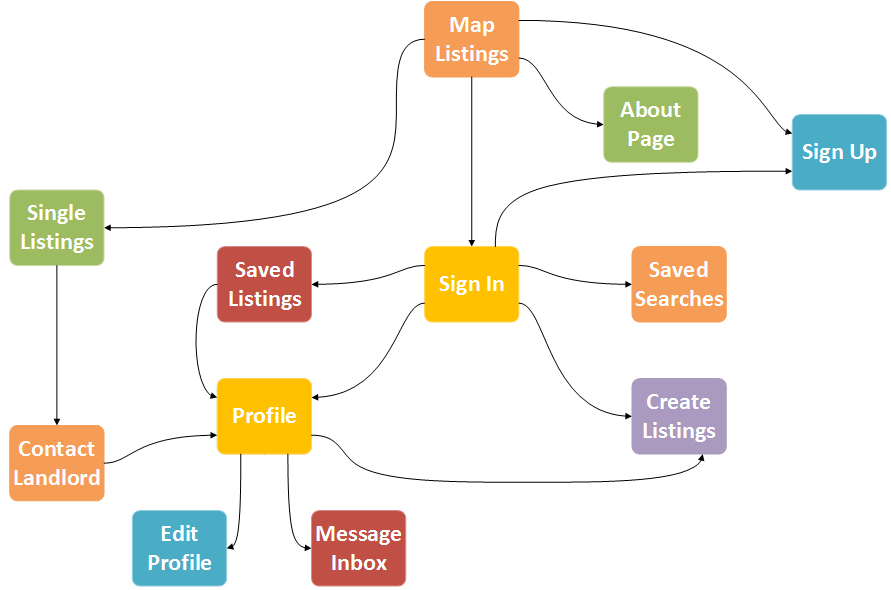 Map
Listings
About
Page
Sign Up
Single
Listings
Saved
Listings
Sign In
Saved
Searches
Profile
Create
Listings
Contact
Landlord
Edit
Profile
Message
Inbox